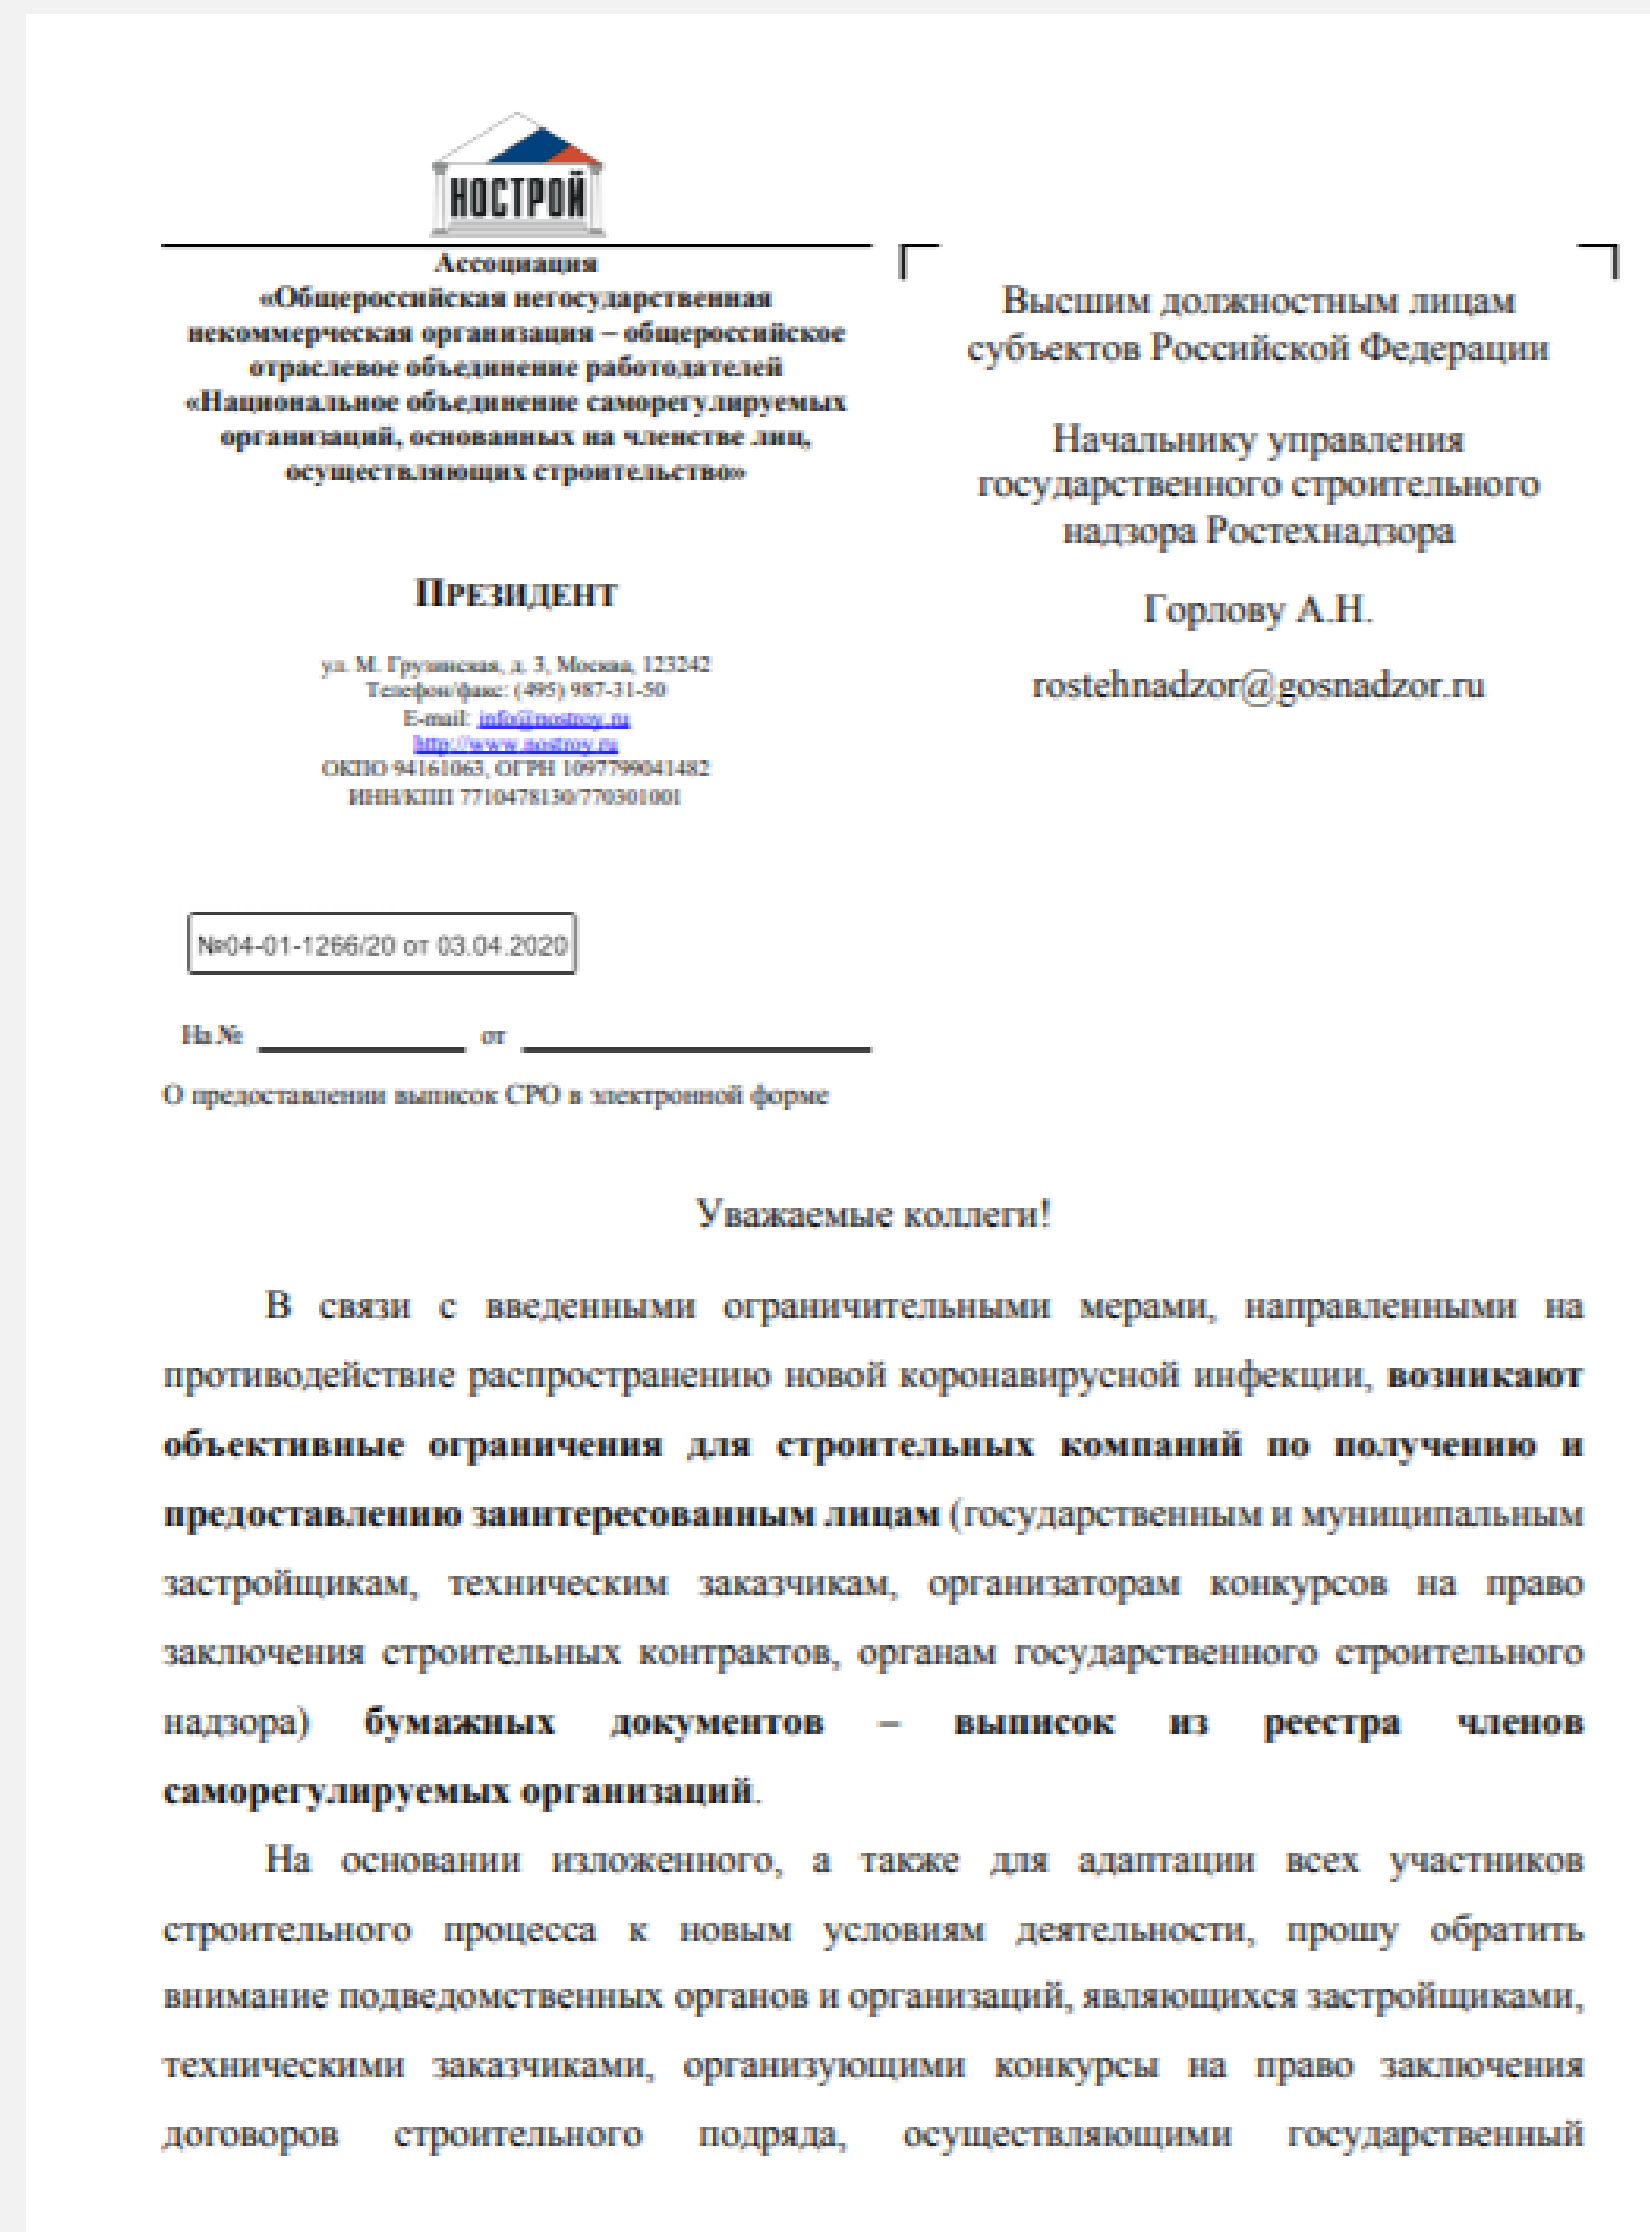 НОСТРОЙ
Ассоциация
«Общероссийская негосударственная
некоммерческая организация – общероссийское
отраслевое объединение работодателей
«Национальное объединение саморегулируемых
организаций, основанных на членстве лиц,
осуществляющих строительство»
ПРЕЗИДЕНТ
ул. М. Грузинская, д. 3, Москва, 123242
Телефон/факс: (495) 987-31-50
E-mail: info@nostroy.ru
http://www.nostroy.ru
ОКПО 94161063, ОГРН 1097799041482
ИНН/КПП 7710478130/770301001
Высшим должностным лицам
субъектов Российской Федерации
Начальнику управления
государственного строительного
надзора Ростехнадзора
Горлову А.Н.
rostehnadzor@gosnadzor.ru
№04-01-1266/20 от 03.04.2020
На № от
О предоставлении выписок СРО в электронной форме
Уважаемые коллеги!
В связи с введенными ограничительными мерами, направленными на
противодействие распространению новой коронавирусной инфекции, возникают
объективные ограничения для строительных компаний по получению и
предоставлению заинтересованным лицам (государственным и муниципальным
застройщикам, техническим заказчикам, организаторам конкурсов на право
заключения строительных контрактов, органам государственного строительного
надзора) бумажных документов – выписок из реестра членов
саморегулируемых организаций.
На основании изложенного, а также для адаптации всех участников
строительного процесса к новым условиям деятельности, прошу обратить
внимание подведомственных органов и организаций, являющихся застройщиками,
техническими заказчиками, организующими конкурсы на право заключения
договоров строительного подряда, осуществляющими государственный